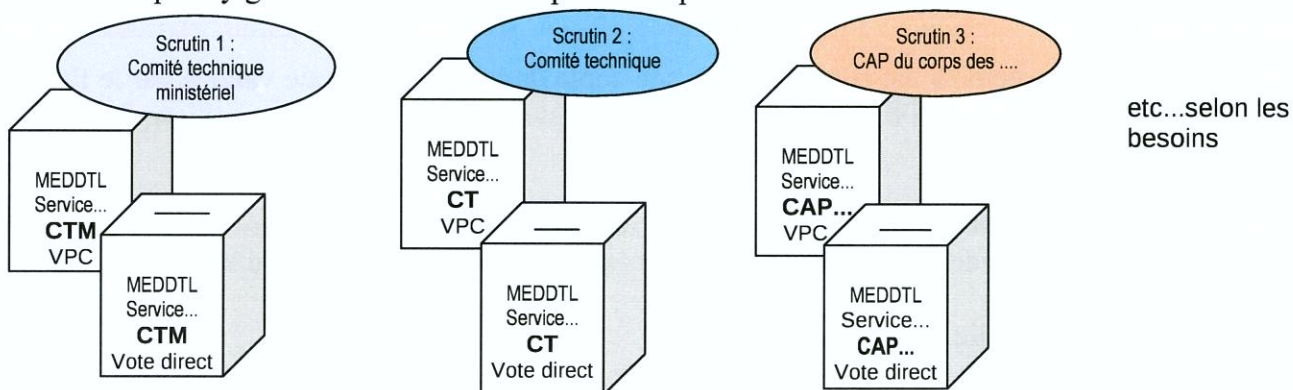 Scrutin 1 :
Comité technique
ministériel
MEDDTL
Service...
CTM
VPC
MEDDTL
Service...
CTM
Vote direct
Scrutin 2 :
Comité technique
MEDDTL
Service...
CT
VPC
MEDDTL
Service...
CT
Vote direct
Scrutin 3 :
CAP du corps des ....
MEDDTL
Service...
CAP...
VPC
MEDDTL
Service...
CAP...
Vote direct
etc...selon les
besoins